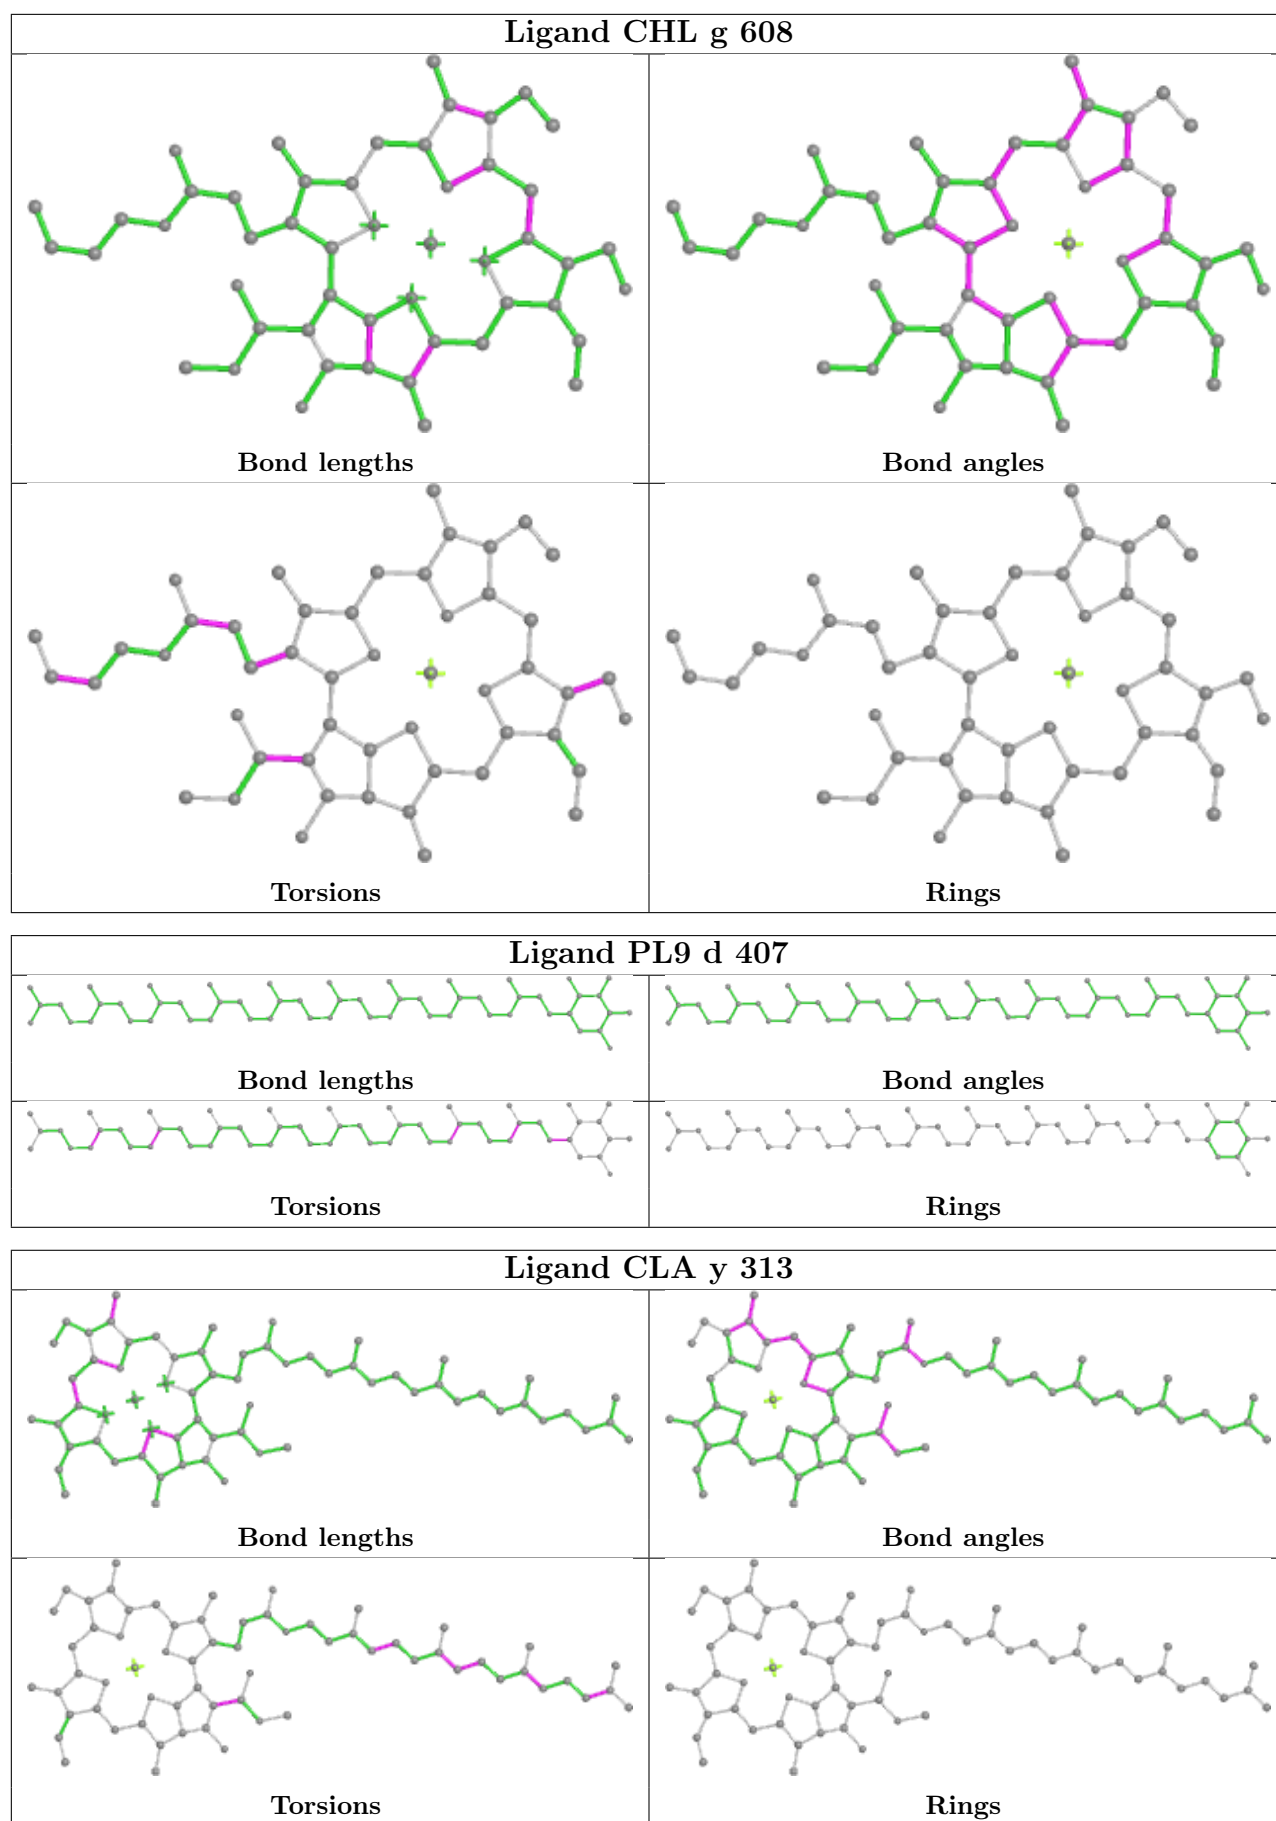 Ligand CHL g 608
Bond lengths
Bond angles
Torsions
Rings
Ligand PL9 d 407
Bond lengths
Bond angles
Torsions
Rings
Ligand CLA y 313
Bond lengths
Bond angles
Torsions
Rings